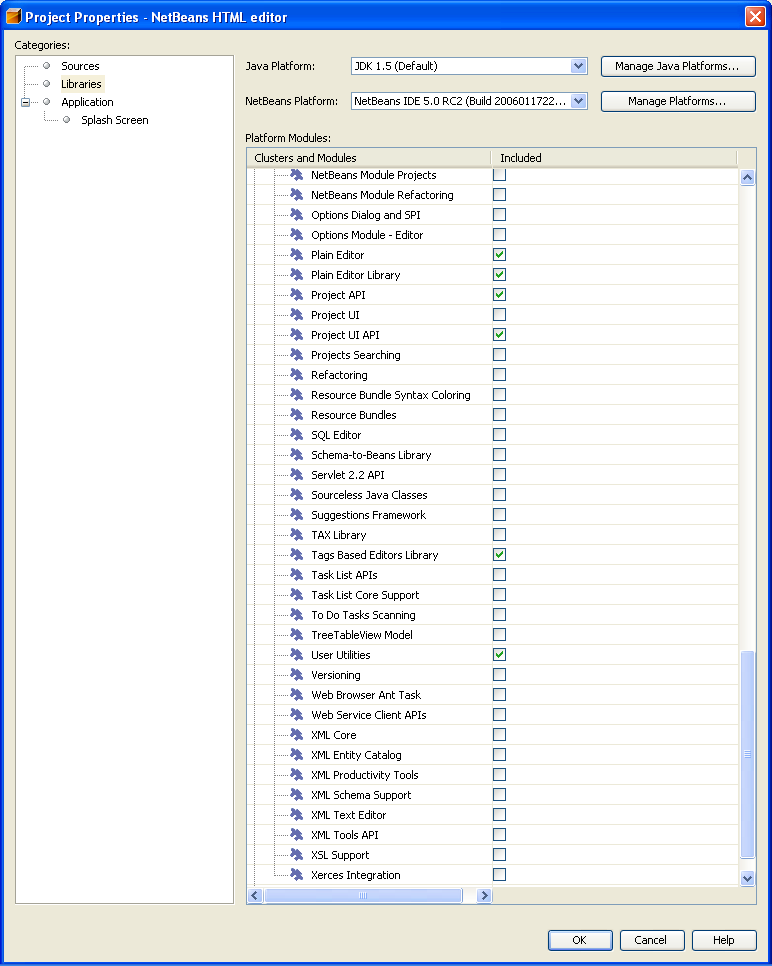 Project Properties - NetBeans HTML editor
Categories:
Sources
Libraries
Application
Splash Screen
Java Platform: JDK 1.5 (Default) Manage Java Platforms...
NetBeans Platform: NetBeans IDE 5.0 RC2 (Build 2006011722... Manage Platforms...
Platform Modules:
Clusters and Modules Included
NetBeans Module Projects
NetBeans Module Refactoring
Options Dialog and SPI
Options Module - Editor
Plain Editor
Plain Editor Library
Project API
Project UI
Project UI API
Projects Searching
Refactoring
Resource Bundle Syntax Coloring
Resource Bundles
SQL Editor
Schema-to-Beans Library
Servlet 2.2 API
Sourceless Java Classes
Suggestions Framework
TAX Library
Tags Based Editors Library
Task List APIs
Task List Core Support
To Do Tasks Scanning
TreeTableView Model
User Utilities
Versioning
Web Browser Ant Task
Web Service Client APIs
XML Core
XML Entity Catalog
XML Productivity Tools
XML Schema Support
XML Text Editor
XML Tools API
XSL Support
Xerces Integration
OK Cancel Help